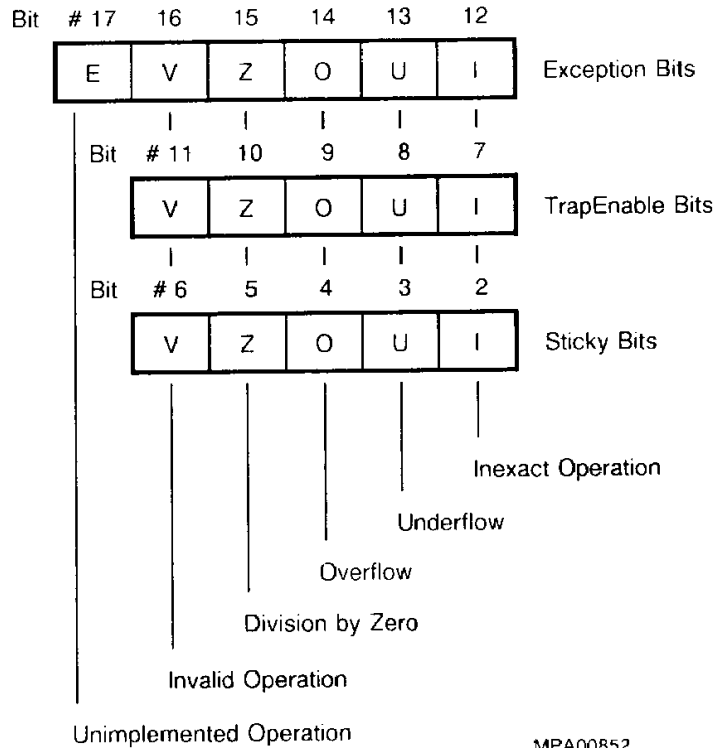 Bit # 17 16 15 14 13 12
E V Z O U I Exception Bits
Bit # 11 10 9 8 7
V Z O U I TrapEnable Bits
Bit # 6 5 4 3 2
V Z O U I Sticky Bits
Inexact Operation
Underflow
Overflow
Division by Zero
Invalid Operation
Unimplemented Operation
MPA00852